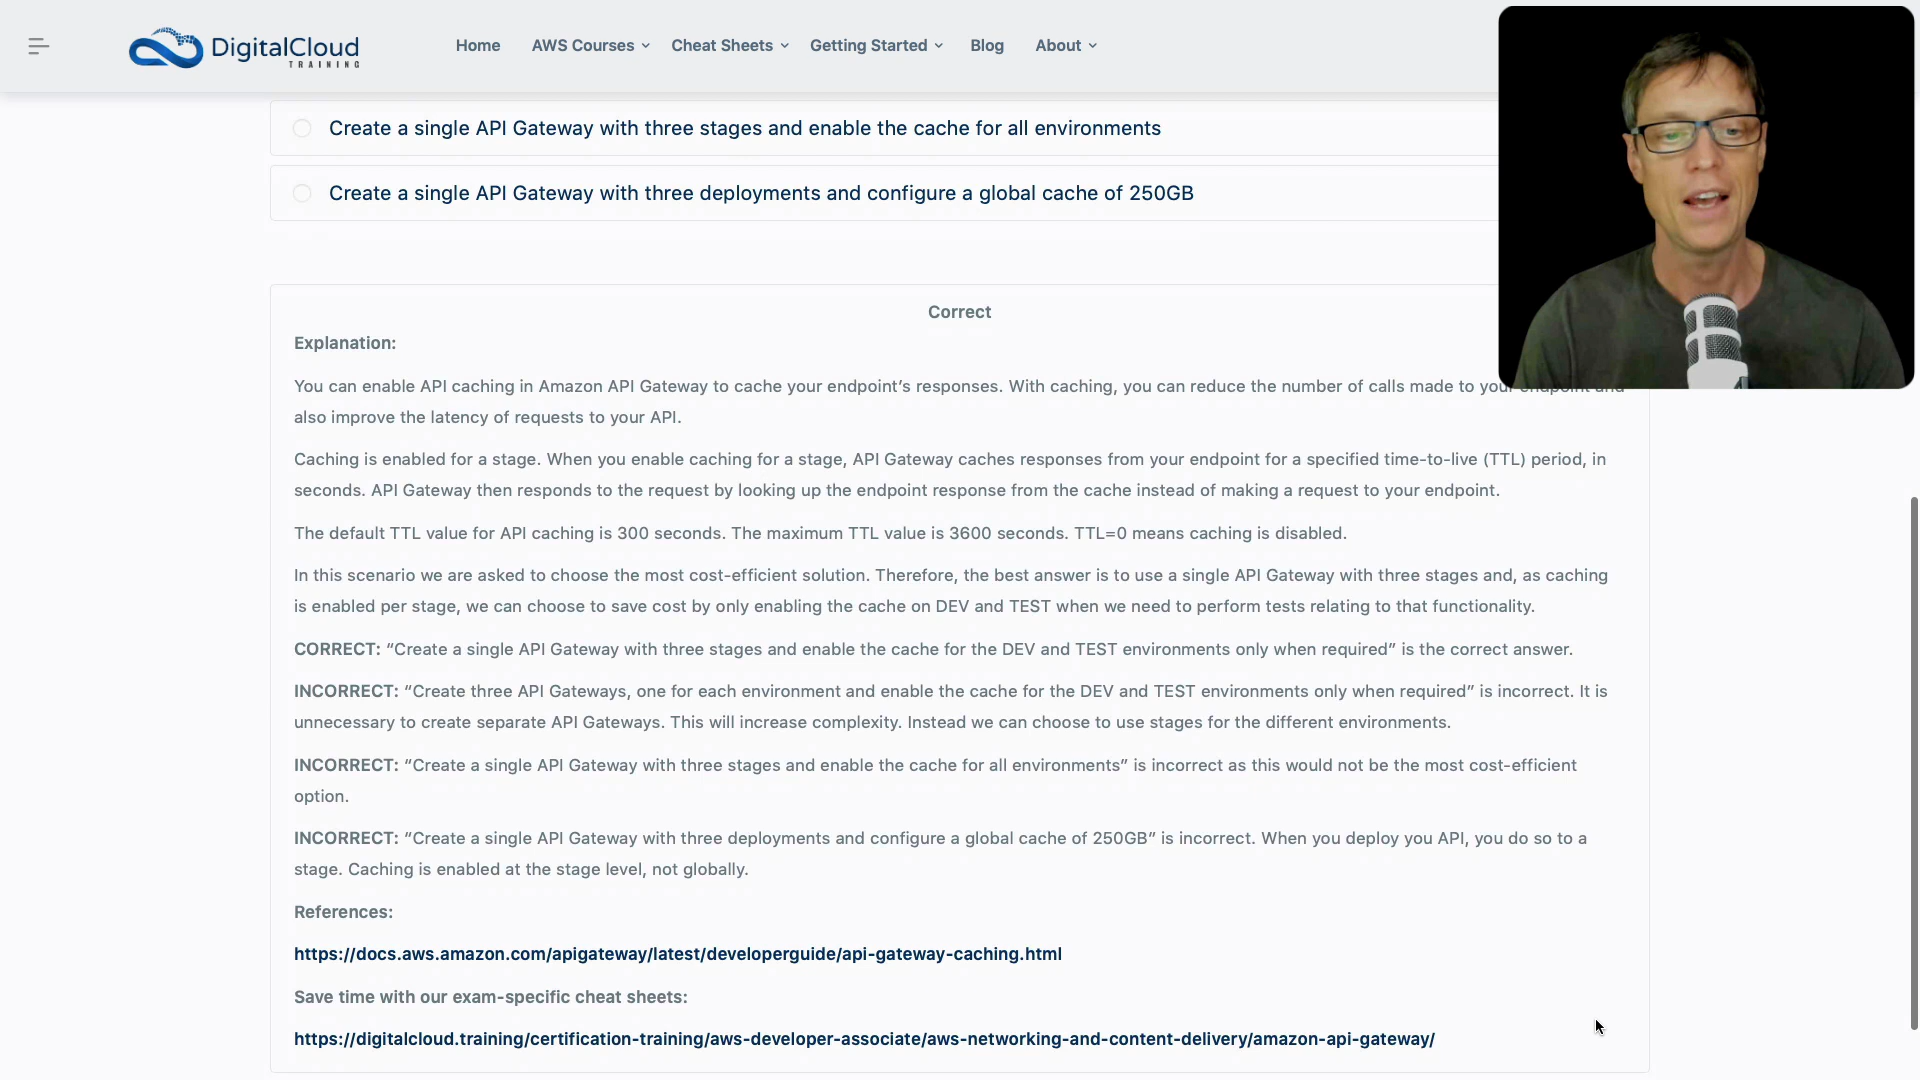 DigitalCloud
TRAINING
Home AWS Courses Cheat Sheets Getting Started Blog About
Create a single API Gateway with three stages and enable the cache for all environments
Create a single API Gateway with three deployments and configure a global cache of 250GB
Correct
Explanation:
You can enable API caching in Amazon API Gateway to cache your endpoint's responses. With caching, you can reduce the number of calls made to your endpoint and
also improve the latency of requests to your API.
Caching is enabled for a stage. When you enable caching for a stage, API Gateway caches responses from your endpoint for a specified time-to-live (TTL) period, in
seconds. API Gateway then responds to the request by looking up the endpoint response from the cache instead of making a request to your endpoint.
The default TTL value for API caching is 300 seconds. The maximum TTL value is 3600 seconds. TTL=0 means caching is disabled.
In this scenario we are asked to choose the most cost-efficient solution. Therefore, the best answer is to use a single API Gateway with three stages and, as caching
is enabled per stage, we can choose to save cost by only enabling the cache on DEV and TEST when we need to perform tests relating to that functionality.
CORRECT: “Create a single API Gateway with three stages and enable the cache for the DEV and TEST environments only when required” is the correct answer.
INCORRECT: “Create three API Gateways, one for each environment and enable the cache for the DEV and TEST environments only when required” is incorrect. It is
unnecessary to create separate API Gateways. This will increase complexity. Instead we can choose to use stages for the different environments.
INCORRECT: “Create a single API Gateway with three stages and enable the cache for all environments” is incorrect as this would not be the most cost-efficient
option.
INCORRECT: “Create a single API Gateway with three deployments and configure a global cache of 250GB” is incorrect. When you deploy you API, you do so to a
stage. Caching is enabled at the stage level, not globally.
References:
https://docs.aws.amazon.com/apigateway/latest/developerguide/api-gateway-caching.html
Save time with our exam-specific cheat sheets:
https://digitalcloud.training/certification-training/aws-developer-associate/aws-networking-and-content-delivery/amazon-api-gateway/